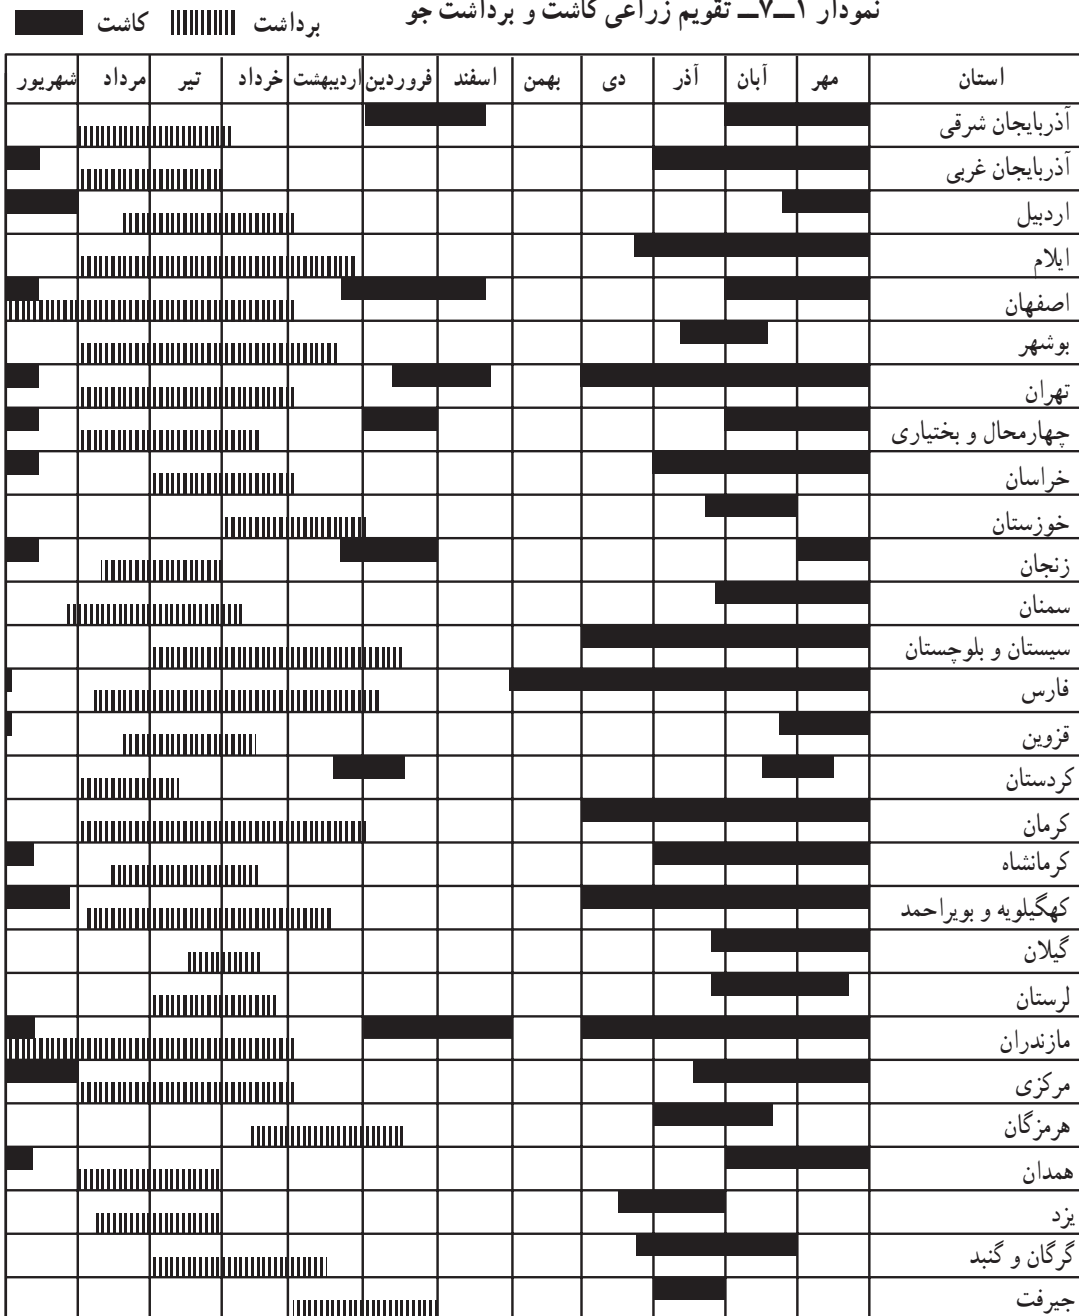 نمودار ۱ــ۷ــ تقویم زراعی کاشت و برداشت جو
برداشت کاشت
استان مهر آبان آذر دی بهمن اسفند فروردین اردیبهشت خرداد تیر مرداد شهریور
آذربایجان شرقی
آذربایجان غربی
اردبیل
ایلام
اصفهان
بوشهر
تهران
چهارمحال و بختیاری
خراسان
خوزستان
زنجان
سمنان
سیستان و بلوچستان
فارس
قزوین
کردستان
کرمان
کرمانشاه
کهگیلویه و بویراحمد
گیلان
لرستان
مازندران
مرکزی
هرمزگان
همدان
یزد
گرگان و گنبد
جیرفت